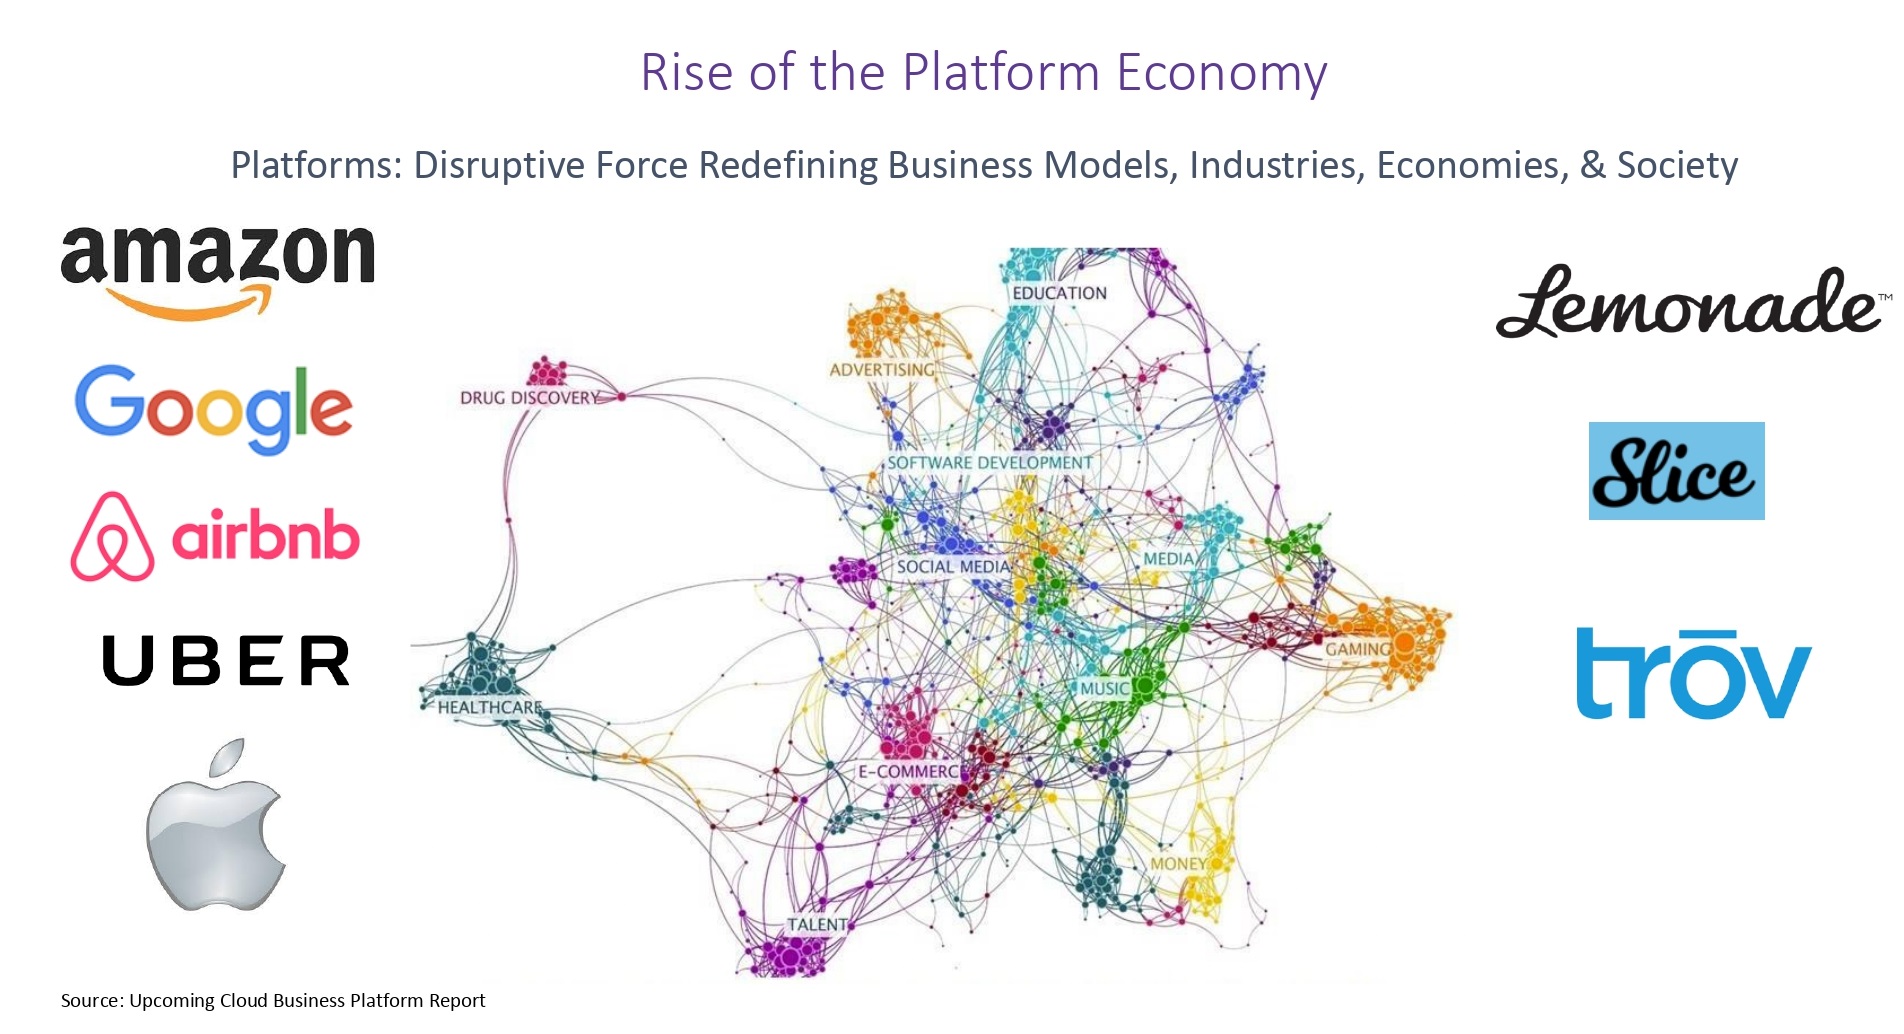 Rise of the Platform Economy
Platforms: Disruptive Force Redefining Business Models, Industries, Economies, & Society
amazon
Google
airbnb
UBER
EDUCATION
ADVERTISING
DRUG DISCOVERY
SOFTWARE DEVELOPMENT
SOCIAL MEDIA
MEDIA
GAMING
MUSIC
HEALTHCARE
E-COMMERCE
MONEY
TALENT
Lemonade™
Slice
trōv
Source: Upcoming Cloud Business Platform Report